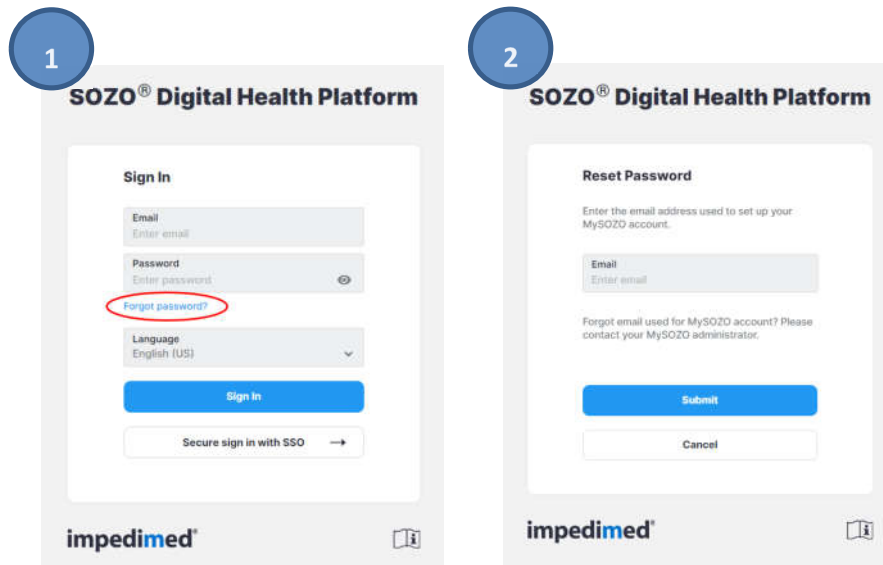 1
SOZO® Digital Health Platform
Sign In
Email
Enter email
Password
Enter password
Forgot password?
Language
English (US)
Sign In
Secure sign in with SSO →
impedimed®
2
SOZO® Digital Health Platform
Reset Password
Enter the email address used to set up your
MySOZO account.
Email
Enter email
Forgot email used for MySOZO account? Please
contact your MySOZO administrator.
Submit
Cancel
impedimed®